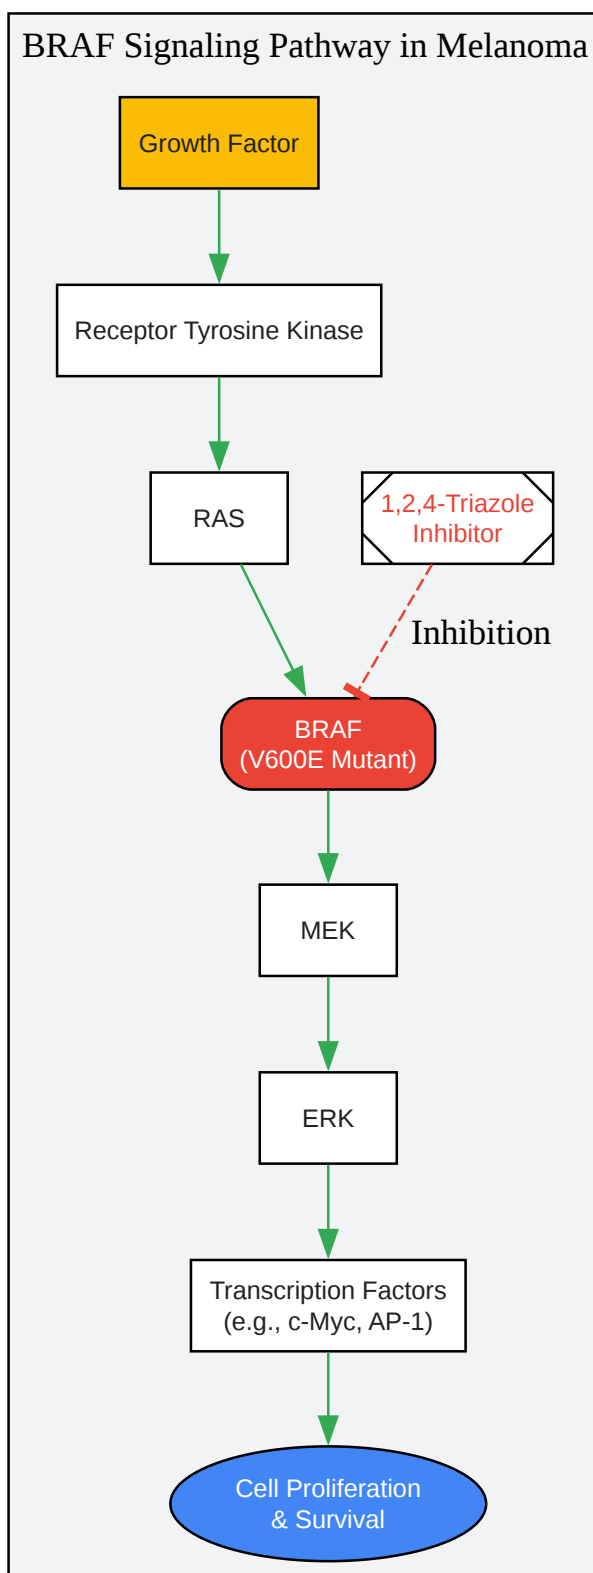 BRAF Signaling Pathway in Melanoma
Growth Factor
Receptor Tyrosine Kinase
RAS
1,2,4-Triazole
Inhibitor
Inhibition
BRAF
(V600E Mutant)
MEK
ERK
Transcription Factors
(e.g., c-Myc, AP-1)
Cell Proliferation
& Survival